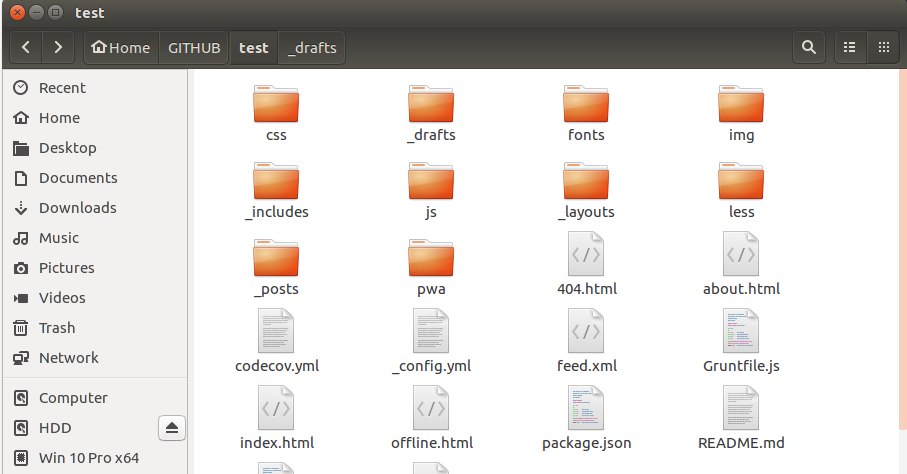 test
Home GITHUB test _drafts
Recent
Home
Desktop
Documents
Downloads
Music
Pictures
Videos
Trash
Network
Computer
HDD
Win 10 Pro x64
css _drafts fonts img
_includes js _layouts less
_posts pwa 404.html about.html
codecov.yml _config.yml feed.xml Gruntfile.js
index.html offline.html package.json README.md